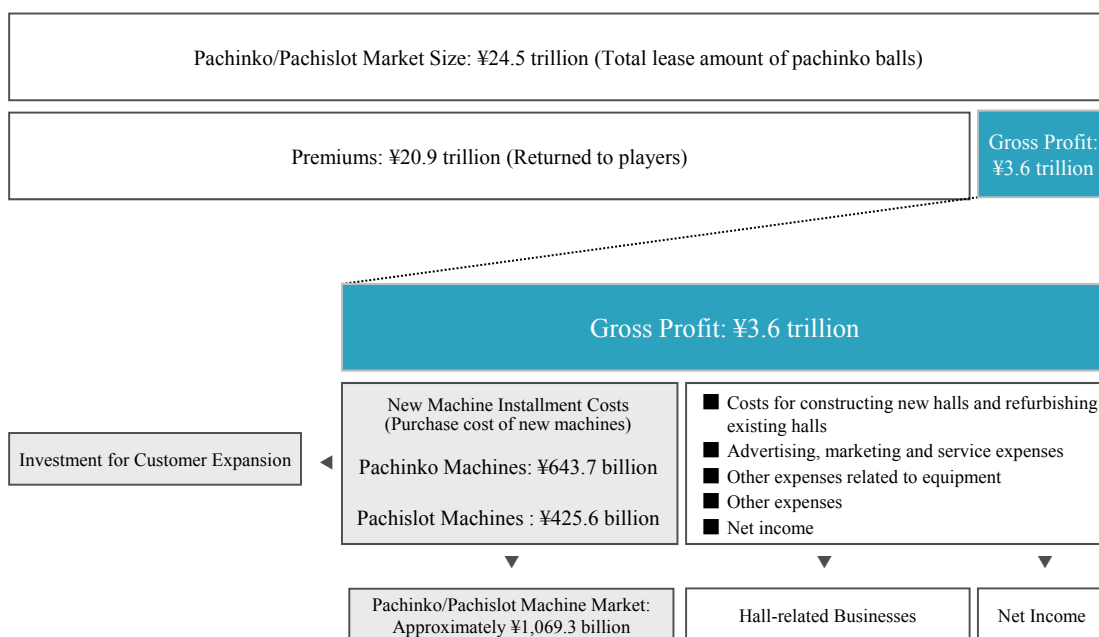 Pachinko/Pachislot Market Size: ¥24.5 trillion (Total lease amount of pachinko balls)
Premiums: ¥20.9 trillion (Returned to players)
Gross Profit:
¥3.6 trillion
Gross Profit: ¥3.6 trillion
New Machine Installment Costs
(Purchase cost of new machines)
Pachinko Machines: ¥643.7 billion
Pachislot Machines : ¥425.6 billion
■ Costs for constructing new halls and refurbishing
existing halls
■ Advertising, marketing and service expenses
■ Other expenses related to equipment
■ Other expenses
■ Net income
Investment for Customer Expansion
Pachinko/Pachislot Machine Market:
Approximately ¥1,069.3 billion
Hall-related Businesses
Net Income